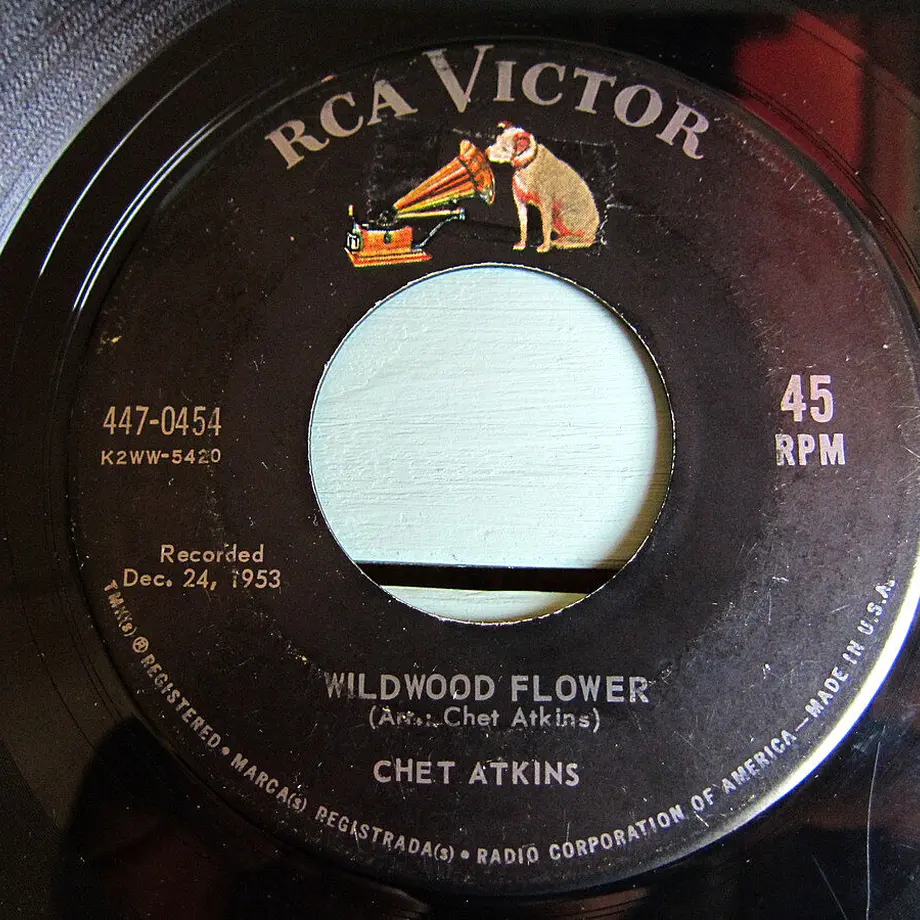 RCA VICTOR
447-0454
K2WW-5420
45
RPM
Recorded
Dec. 24, 1953
WILDWOOD FLOWER
(Arr.: Chet Atkins)
CHET ATKINS
TMK(s) ® REGISTERED • MARCA(s) REGISTRADA(s) • RADIO CORPORATION OF AMERICA—MADE IN U.S.A.